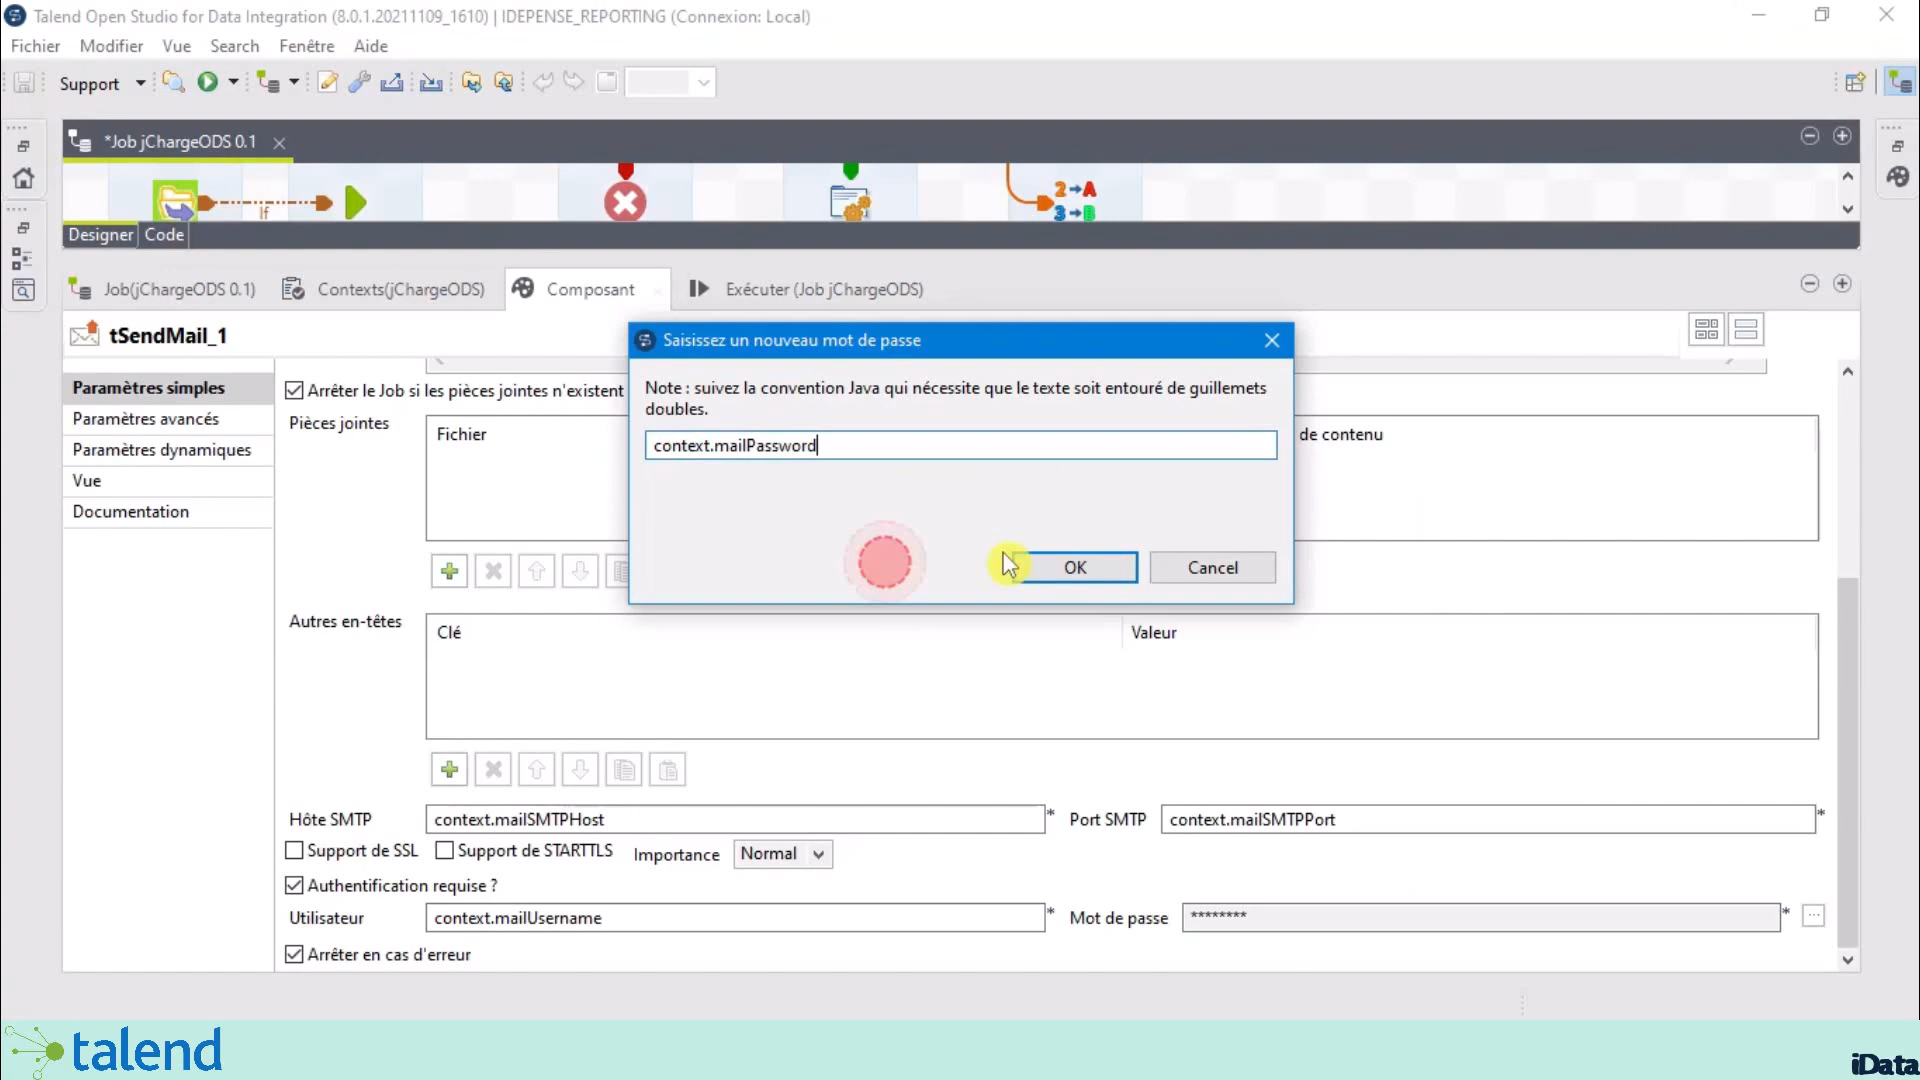 Talend Open Studio for Data Integration (8.0.1.20211109_1610) | IDEPENSE_REPORTING (Connexion: Local)
Fichier Modifier Vue Search Fenêtre Aide
Support
*Job jChargeODS 0.1
If
2 A
3 B
Designer Code
Job(jChargeODS 0.1) Contexts(jChargeODS) Composant Exécuter (Job jChargeODS)
tSendMail_1
Saisissez un nouveau mot de passe
Note : suivez la convention Java qui nécessite que le texte soit entouré de guillemets
doubles.
context.mailPassword
OK Cancel
Paramètres simples
Paramètres avancés
Paramètres dynamiques
Vue
Documentation
Arrêter le Job si les pièces jointes n'existent
Pièces jointes Fichier de contenu
Autres en-têtes Clé Valeur
Hôte SMTP context.mailSMTPHost * Port SMTP context.mailSMTPPort *
Support de SSL Support de STARTTLS Importance Normal
Authentification requise ?
Utilisateur context.mailUsername * Mot de passe ******** * ...
Arrêter en cas d'erreur
talend
iData